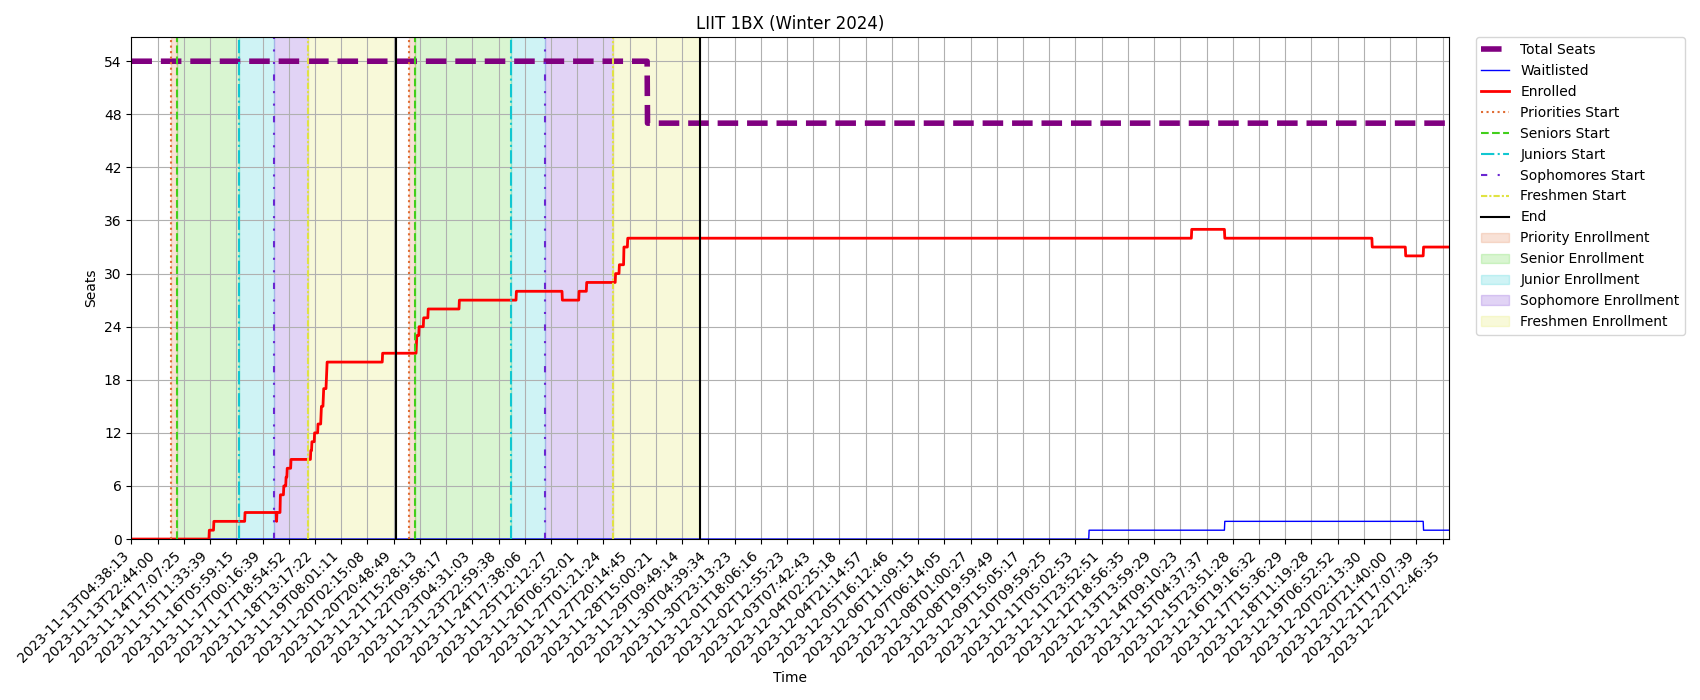 LIIT 1BX (Winter 2024)
Seats
54
48
42
36
30
24
18
12
6
0
2023-11-13T04:38:13
2023-11-13T22:44:00
2023-11-14T17:07:25
2023-11-15T11:33:39
2023-11-16T05:59:15
2023-11-17T00:16:39
2023-11-17T18:54:52
2023-11-18T13:17:22
2023-11-19T08:01:11
2023-11-20T02:15:08
2023-11-20T20:48:49
2023-11-21T15:28:13
2023-11-22T09:58:17
2023-11-23T04:31:03
2023-11-23T22:59:38
2023-11-24T17:38:06
2023-11-25T12:12:27
2023-11-26T06:52:01
2023-11-27T01:21:24
2023-11-27T20:14:45
2023-11-28T15:00:21
2023-11-29T09:49:14
2023-11-30T04:39:34
2023-11-30T23:13:23
2023-12-01T18:06:16
2023-12-02T12:55:23
2023-12-03T07:42:43
2023-12-04T02:25:18
2023-12-04T21:14:57
2023-12-05T16:12:46
2023-12-06T11:09:15
2023-12-07T06:14:05
2023-12-08T01:00:27
2023-12-08T19:59:49
2023-12-09T15:05:17
2023-12-10T09:59:25
2023-12-11T05:02:53
2023-12-11T23:52:51
2023-12-12T18:56:35
2023-12-13T13:59:29
2023-12-14T09:10:23
2023-12-15T04:37:37
2023-12-15T23:51:28
2023-12-16T19:16:32
2023-12-17T15:36:29
2023-12-18T11:19:28
2023-12-19T06:52:52
2023-12-20T02:13:30
2023-12-20T21:40:00
2023-12-21T17:07:39
2023-12-22T12:46:35
Time
Total Seats
Waitlisted
Enrolled
Priorities Start
Seniors Start
Juniors Start
Sophomores Start
Freshmen Start
End
Priority Enrollment
Senior Enrollment
Junior Enrollment
Sophomore Enrollment
Freshmen Enrollment